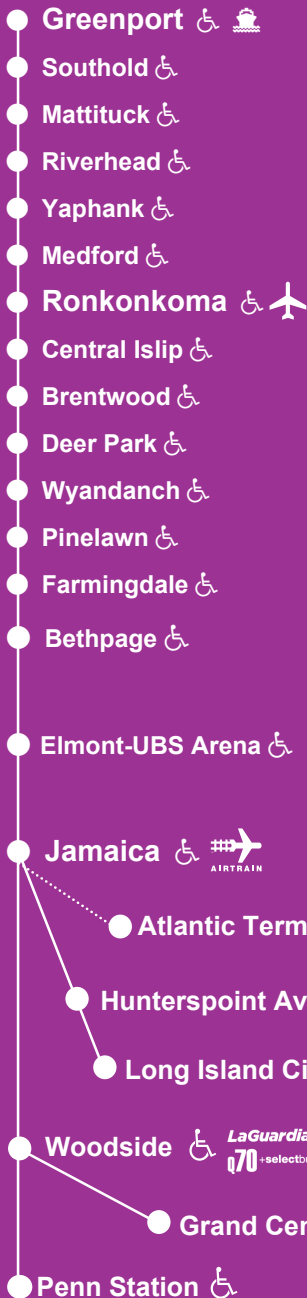 Greenport
Southold
Mattituck
Riverhead
Yaphank
Medford
Ronkonkoma
Central Islip
Brentwood
Deer Park
Wyandanch
Pinelawn
Farmingdale
Bethpage
Elmont-UBS Arena
Jamaica
AIRTRAIN
Atlantic Term
Hunterspoint Av
Long Island Ci
Woodside
LaGuardia
Q70+selectbu
Grand Cen
Penn Station